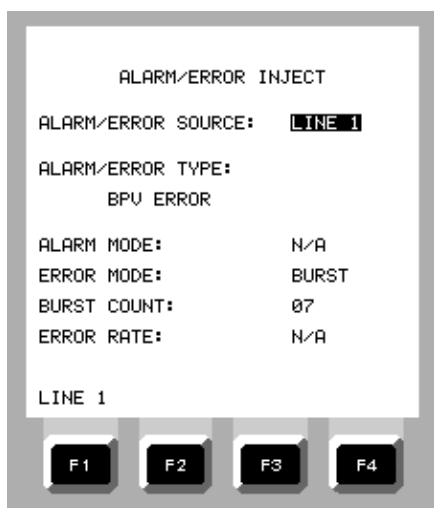 ALARM/ERROR INJECT
ALARM/ERROR SOURCE: LINE 1
ALARM/ERROR TYPE:
BPV ERROR
ALARM MODE: N/A
ERROR MODE: BURST
BURST COUNT: 07
ERROR RATE: N/A
LINE 1
F1 F2 F3 F4